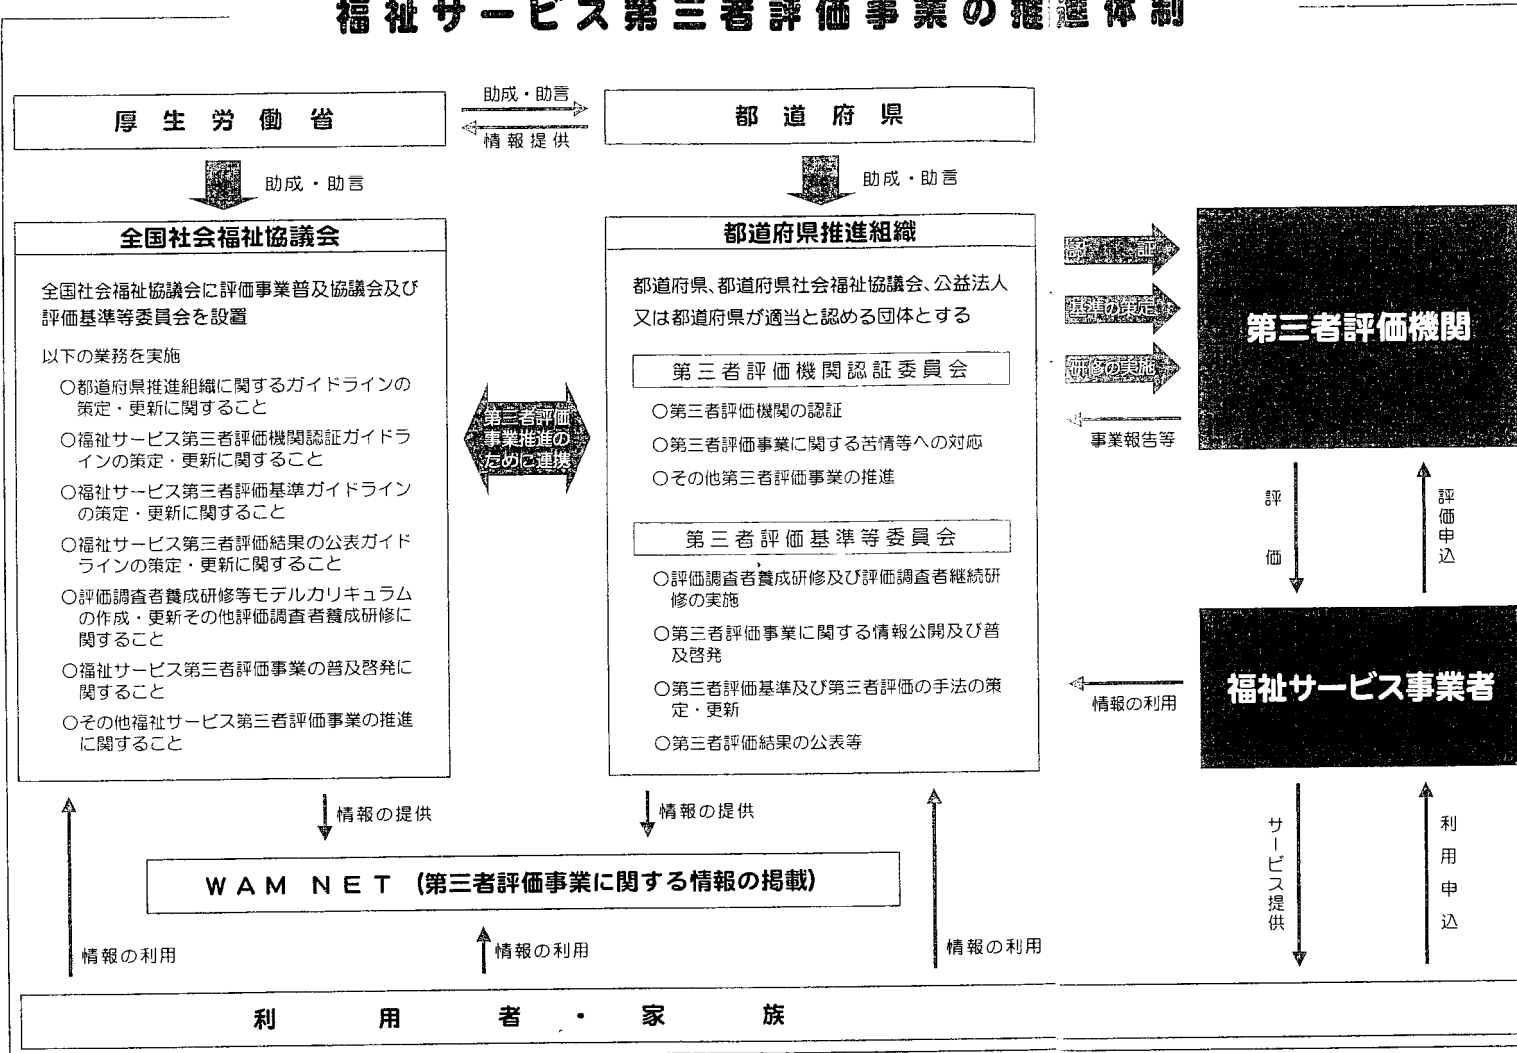 福祉サービス第三者評価事業の推進体制
厚生労働省
助成・助言
情報提供
都道府県
助成・助言
助成・助言
全国社会福祉協議会
全国社会福祉協議会に評価事業普及協議会及び
評価基準等委員会を設置
以下の業務を実施
○都道府県推進組織に関するガイドラインの
策定・更新に関すること
○福祉サービス第三者評価機関認証ガイドラ
インの策定・更新に関すること
○福祉サービス第三者評価基準ガイドライン
の策定・更新に関すること
○福祉サービス第三者評価結果の公表ガイド
ラインの策定・更新に関すること
○評価調査者養成研修等モデルカリキュラム
の作成・更新その他評価調査者養成研修に
関すること
○福祉サービス第三者評価事業の普及啓発に
関すること
○その他福祉サービス第三者評価事業の推進
に関すること
第三者評価
事業推進の
ために連携
都道府県推進組織
都道府県、都道府県社会福祉協議会、公益法人
又は都道府県が適当と認める団体とする
第三者評価機関認証委員会
○第三者評価機関の認証
○第三者評価事業に関する苦情等への対応
○その他第三者評価事業の推進
第三者評価基準等委員会
○評価調査者養成研修及び評価調査者継続研
修の実施
○第三者評価事業に関する情報公開及び普
及啓発
○第三者評価基準及び第三者評価の手法の策
定・更新
○第三者評価結果の公表等
証
基準の策定
研修の実施
事業報告等
第三者評価機関
評価
評価申込
福祉サービス事業者
情報の利用
サービス提供
利用申込
情報の提供
情報の提供
WAM NET (第三者評価事業に関する情報の掲載)
情報の利用
情報の利用
情報の利用
利用者・家族